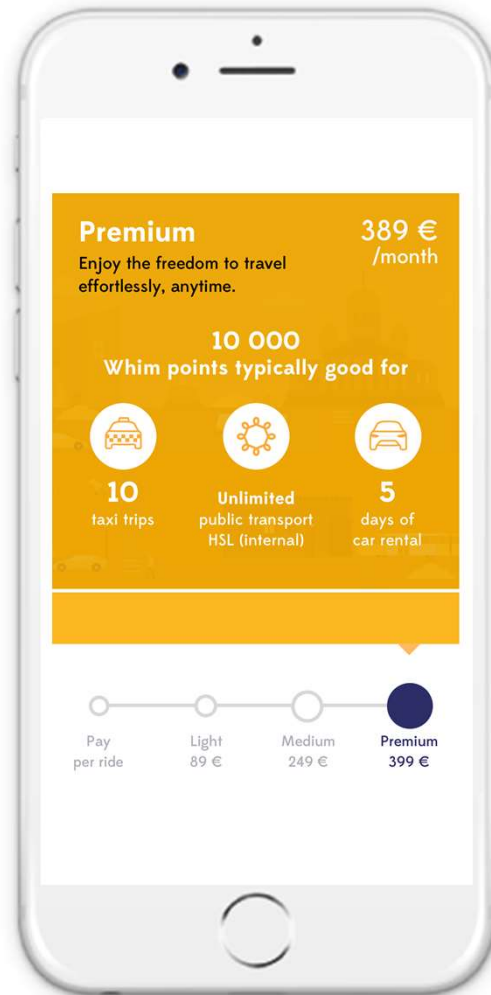 Premium
389 €
/month
Enjoy the freedom to travel
effortlessly, anytime.
10 000
Whim points typically good for
10
taxi trips
Unlimited
public transport
HSL (internal)
5
days of
car rental
Pay
per ride
Light
89 €
Medium
249 €
Premium
399 €